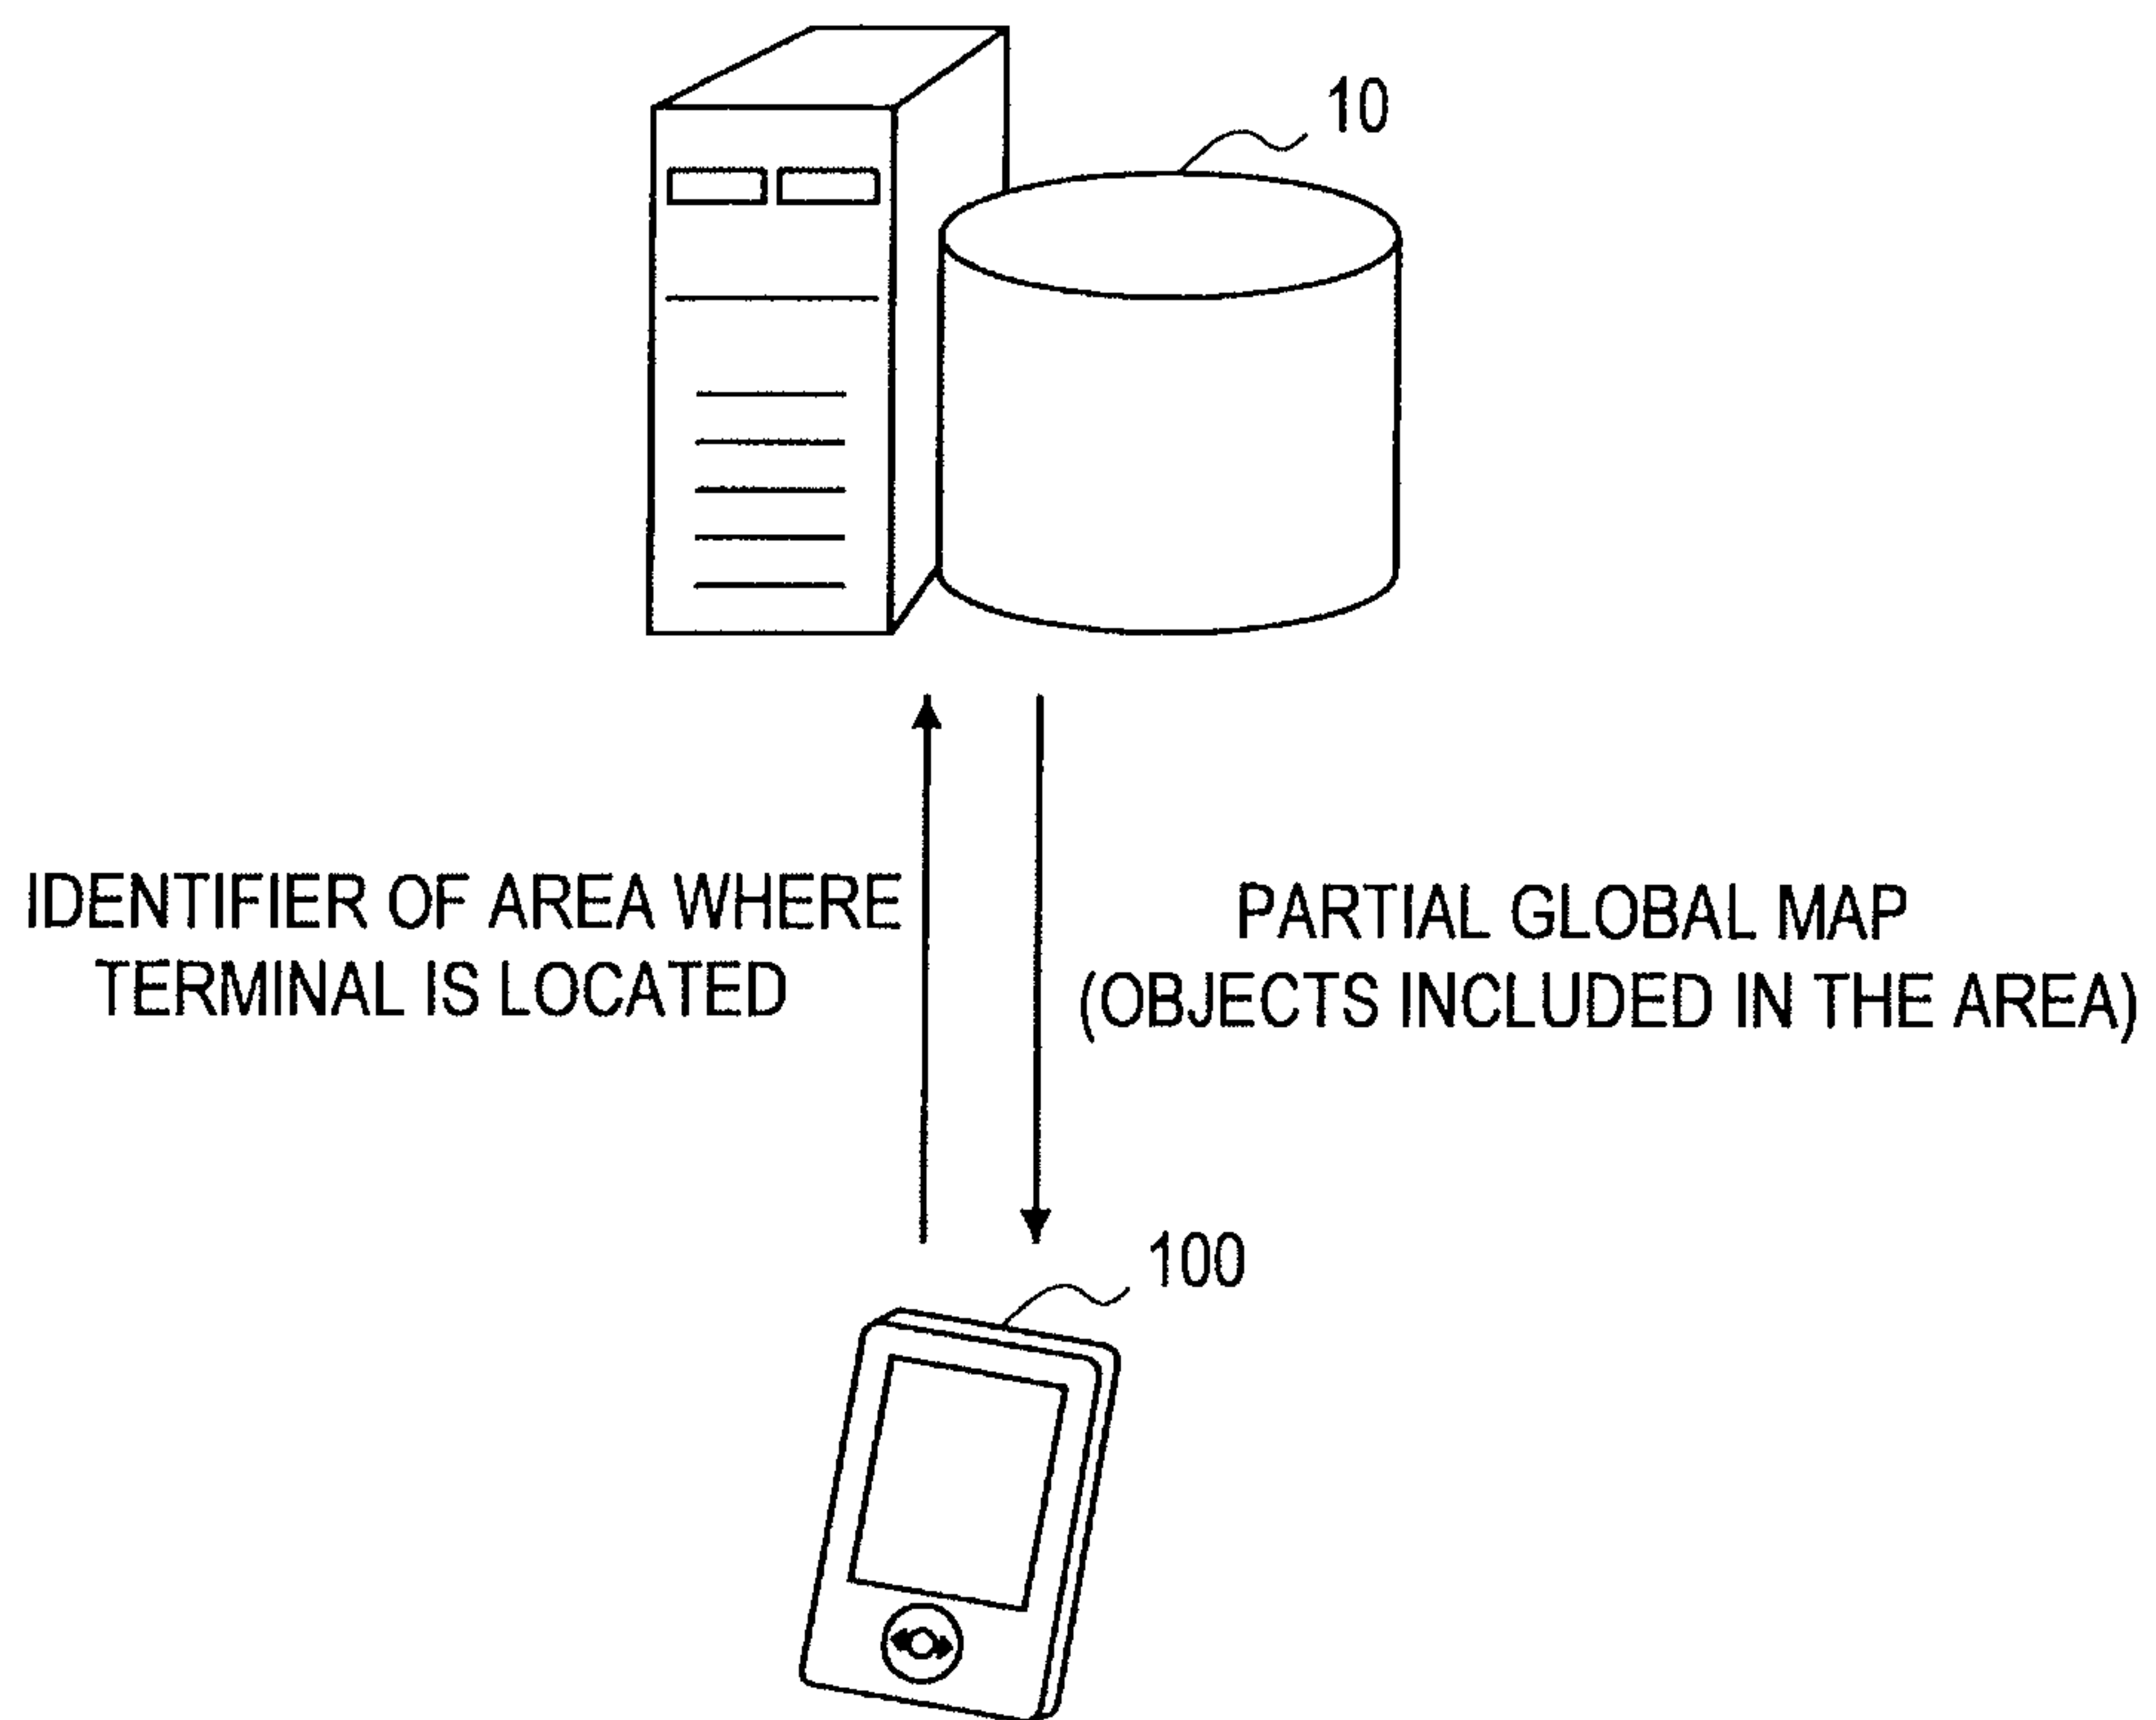 10
IDENTIFIER OF AREA WHERE
TERMINAL IS LOCATED
PARTIAL GLOBAL MAP
(OBJECTS INCLUDED IN THE AREA)
100